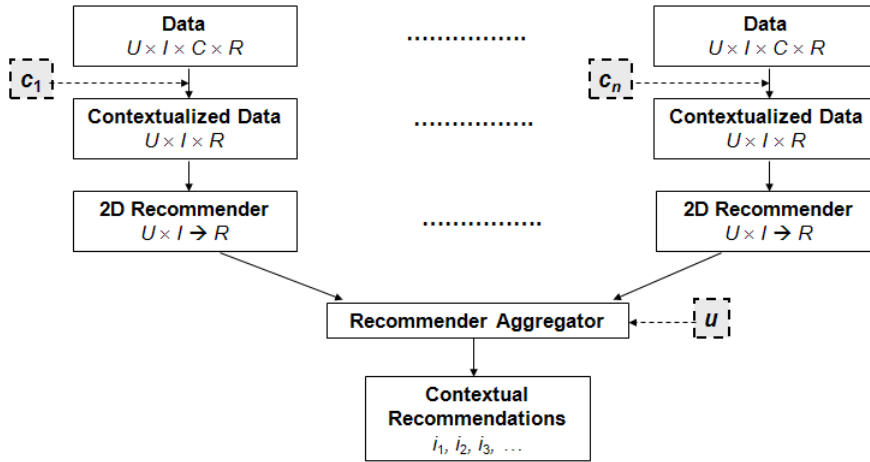 Data
U × I × C × R
................
Data
U × I × C × R
c1
cn
Contextualized Data
U × I × R
................
Contextualized Data
U × I × R
2D Recommender
U × I → R
................
2D Recommender
U × I → R
Recommender Aggregator
u
Contextual
Recommendations
i1, i2, i3, …